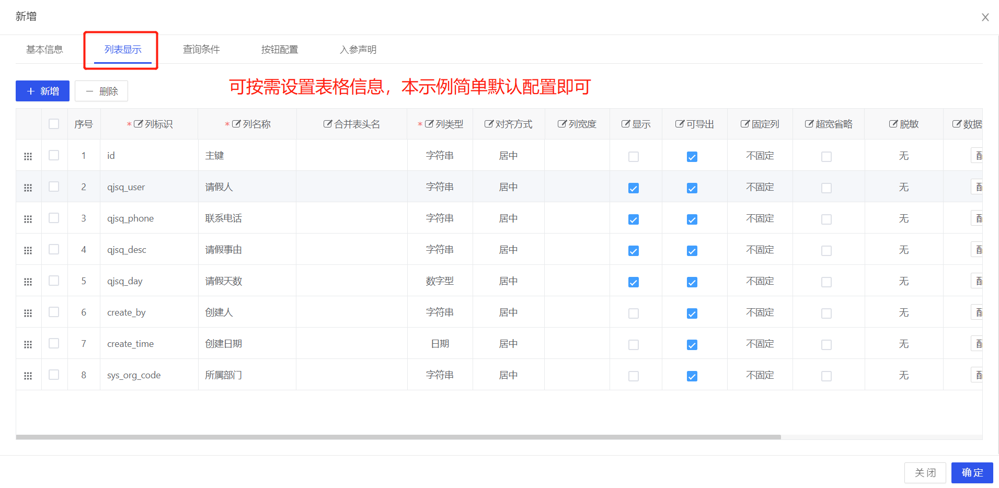 新增
基本信息 列表显示 查询条件 按钮配置 入参声明
+ 新增 − 删除 可按需设置表格信息，本示例简单默认配置即可
序号 * 列标识 * 列名称 合并表头名 * 列类型 对齐方式 列宽度 显示 可导出 固定列 超宽省略 脱敏 数据
1 id 主键 字符串 居中 不固定 无 配
2 qjsq_user 请假人 字符串 居中 不固定 无 配
3 qjsq_phone 联系电话 字符串 居中 不固定 无 配
4 qjsq_desc 请假事由 字符串 居中 不固定 无 配
5 qjsq_day 请假天数 数字型 居中 不固定 无 配
6 create_by 创建人 字符串 居中 不固定 无 配
7 create_time 创建日期 日期 居中 不固定 无 配
8 sys_org_code 所属部门 字符串 居中 不固定 无 配
关 闭 确 定